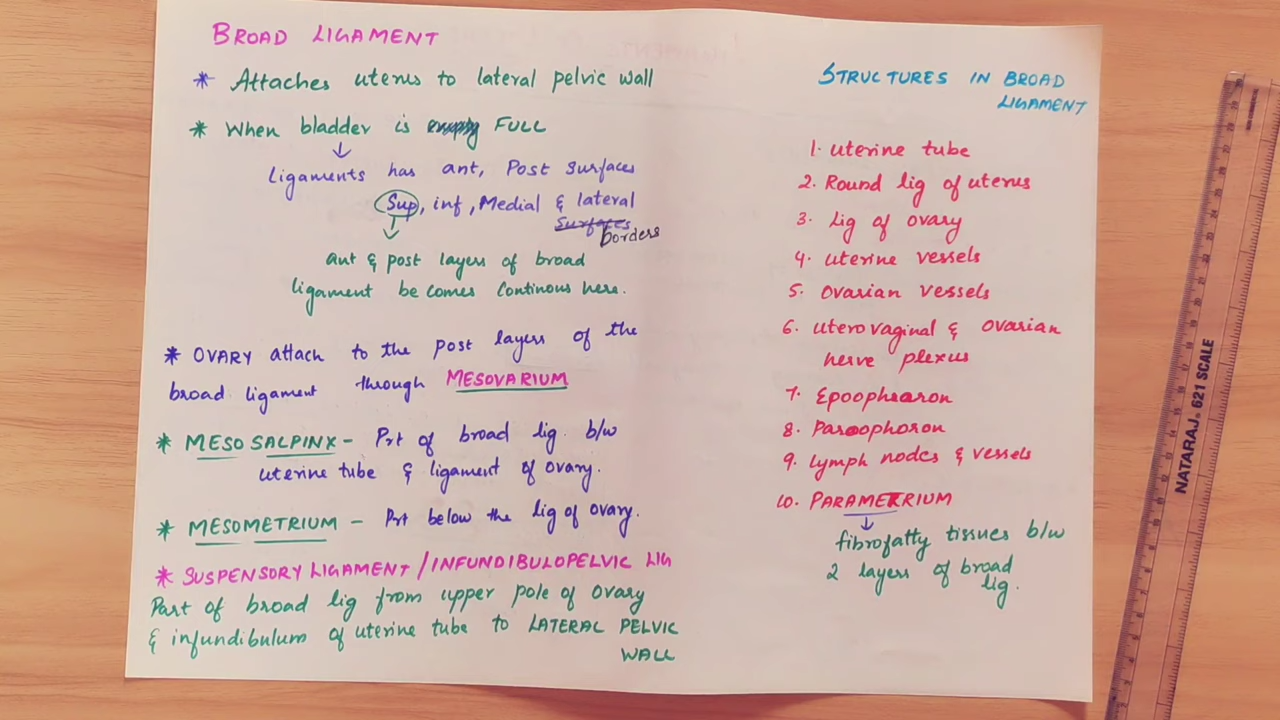 BROAD LIGAMENT
* Attaches uterus to lateral pelvic wall
* When bladder is FULL
Ligaments has ant, Post surfaces
Sup, inf, Medial & lateral
surfaces
borders
ant & post layers of broad
ligament becomes continous here.
* OVARY attach to the post layers of the
broad ligament through MESOVARIUM
* MESOSALPINX - Prt of broad lig. b/w
uterine tube & ligament of ovary.
* MESOMETRIUM - Prt below the lig of ovary.
* SUSPENSORY LIGAMENT/INFUNDIBULOPELVIC LIG
Part of broad lig from upper pole of ovary
& infundibulum of uterine tube to LATERAL PELVIC
WALL
STRUCTURES IN BROAD
LIGAMENT
1. uterine tube
2. Round lig of uterus
3. Lig of ovary
4. uterine vessels
5. ovarian vessels
6. uterovaginal & ovarian
nerve plexus
7. Epoophoron
8. Paroophoron
9. lymph nodes & vessels
10. PARAMETRIUM
fibrofatty tissues b/w
2 layers of broad
lig.
NATARAJ 621 SCALE